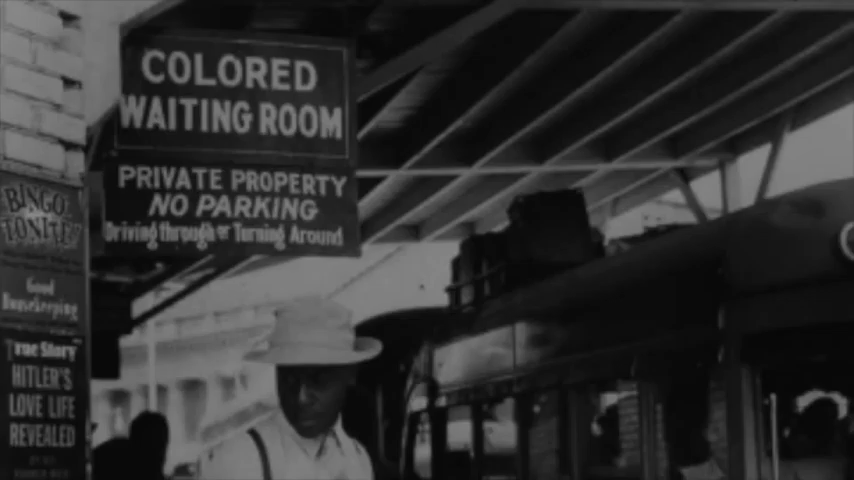 COLORED
WAITING ROOM
PRIVATE PROPERTY
NO PARKING
Driving through or Turning Around
BINGO
TONITE!
Good
Housekeeping
True Story
HITLER'S
LOVE LIFE
REVEALED